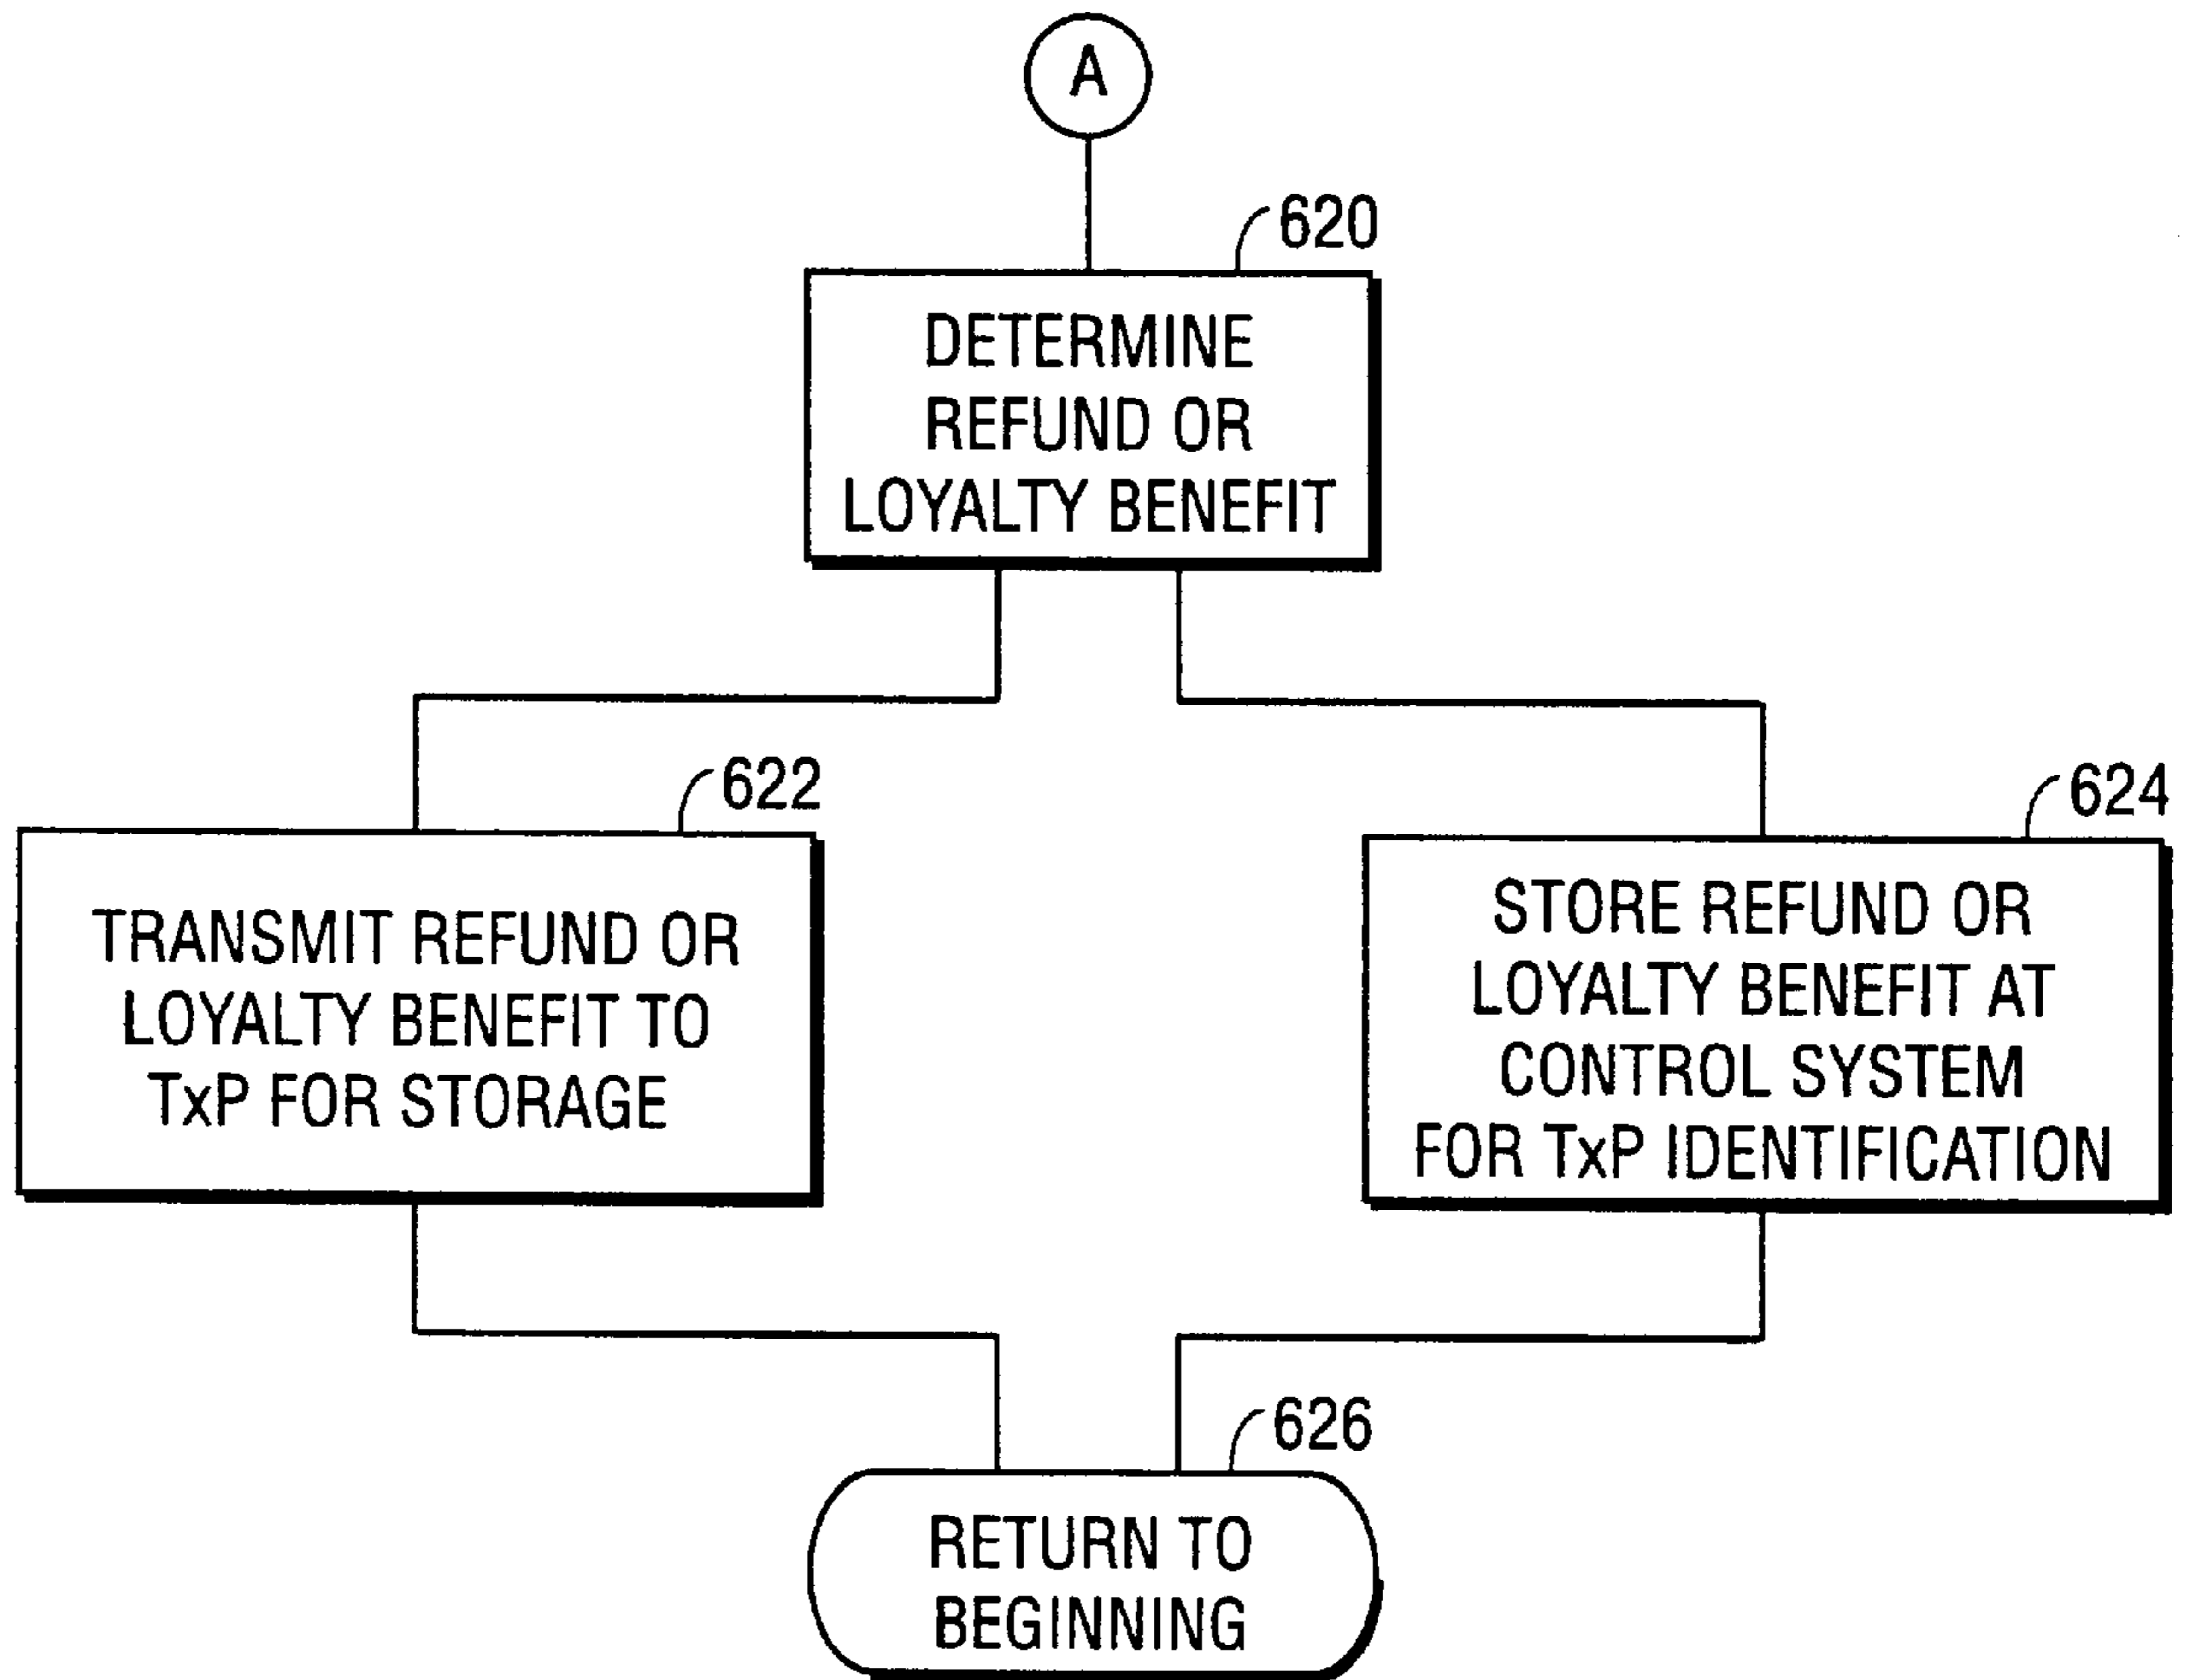 A
620
DETERMINE
REFUND OR
LOYALTY BENEFIT
622
TRANSMIT REFUND OR
LOYALTY BENEFIT TO
TxP FOR STORAGE
624
STORE REFUND OR
LOYALTY BENEFIT AT
CONTROL SYSTEM
FOR TxP IDENTIFICATION
626
RETURN TO
BEGINNING